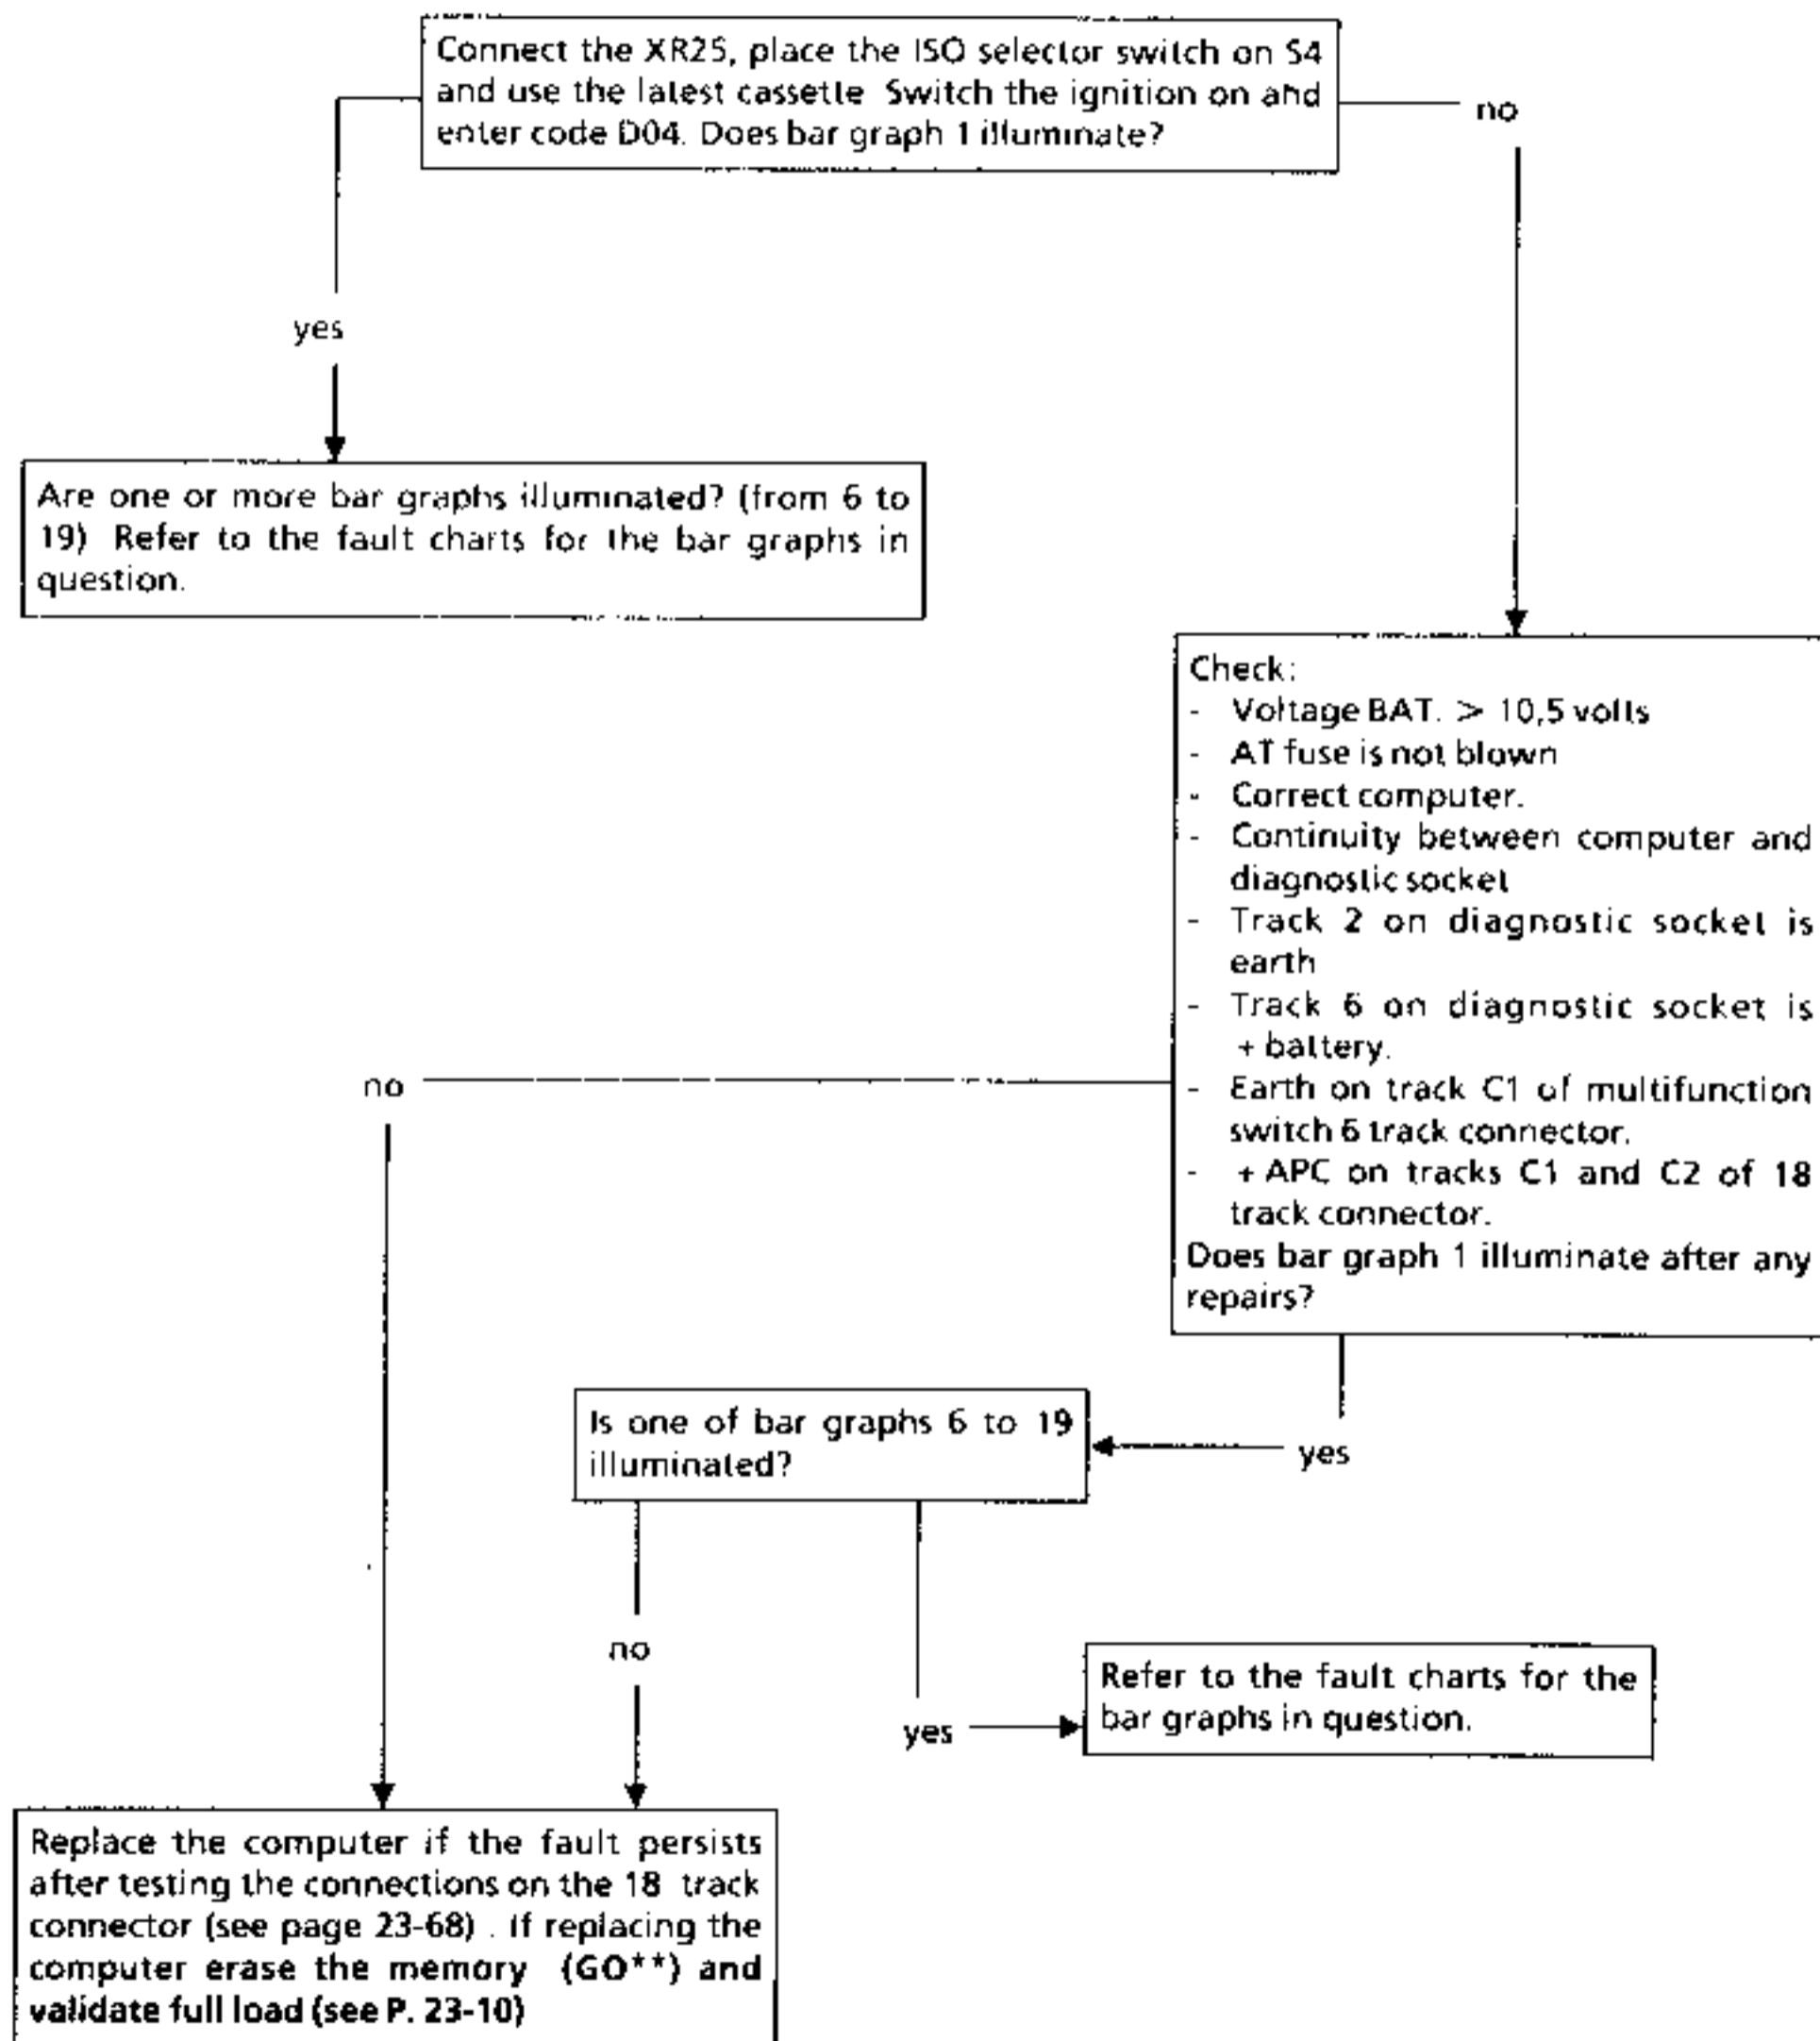 Connect the XR25, place the ISO selector switch on S4
and use the latest cassette Switch the ignition on and
enter code D04. Does bar graph 1 illuminate?
no
yes
Are one or more bar graphs illuminated? (from 6 to
19) Refer to the fault charts for the bar graphs in
question.
Check:
- Voltage BAT. > 10,5 volts
- AT fuse is not blown
- Correct computer.
- Continuity between computer and
diagnostic socket
- Track 2 on diagnostic socket is
earth
- Track 6 on diagnostic socket is
+ battery.
- Earth on track C1 of multifunction
switch 6 track connector.
- + APC on tracks C1 and C2 of 18
track connector.
Does bar graph 1 illuminate after any
repairs?
no
yes
Is one of bar graphs 6 to 19
illuminated?
no
yes
Refer to the fault charts for the
bar graphs in question.
Replace the computer if the fault persists
after testing the connections on the 18 track
connector (see page 23-68) . If replacing the
computer erase the memory (GO**) and
validate full load (see P. 23-10)